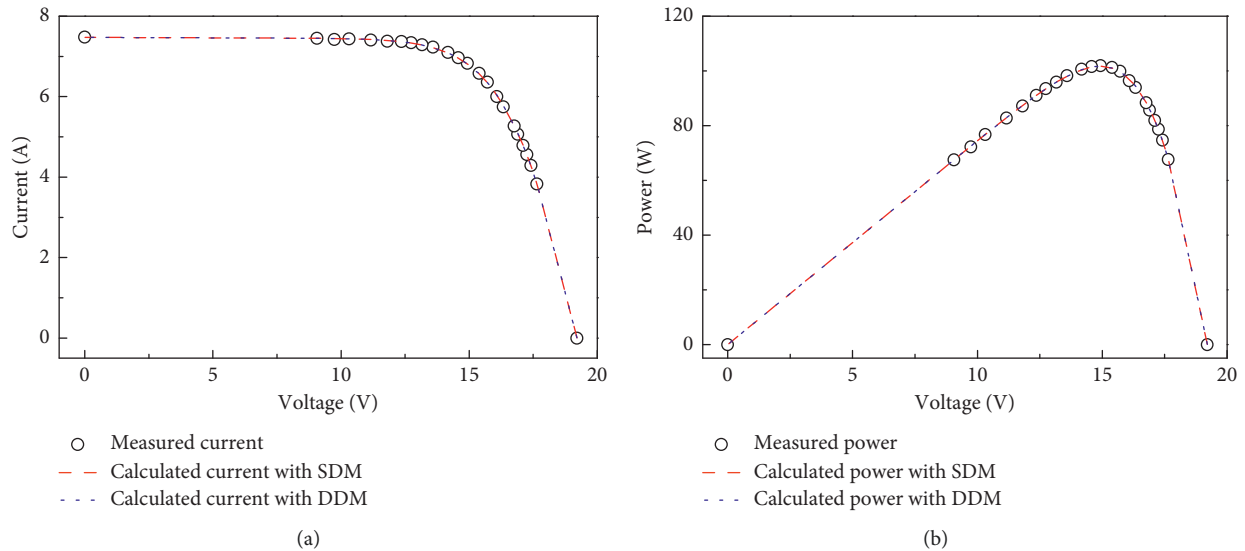 8
6
4
2
0
Current (A)
0 5 10 15 20
Voltage (V)
Measured current
Calculated current with SDM
Calculated current with DDM
(a)
120
80
40
0
Power (W)
0 5 10 15 20
Voltage (V)
Measured power
Calculated power with SDM
Calculated power with DDM
(b)